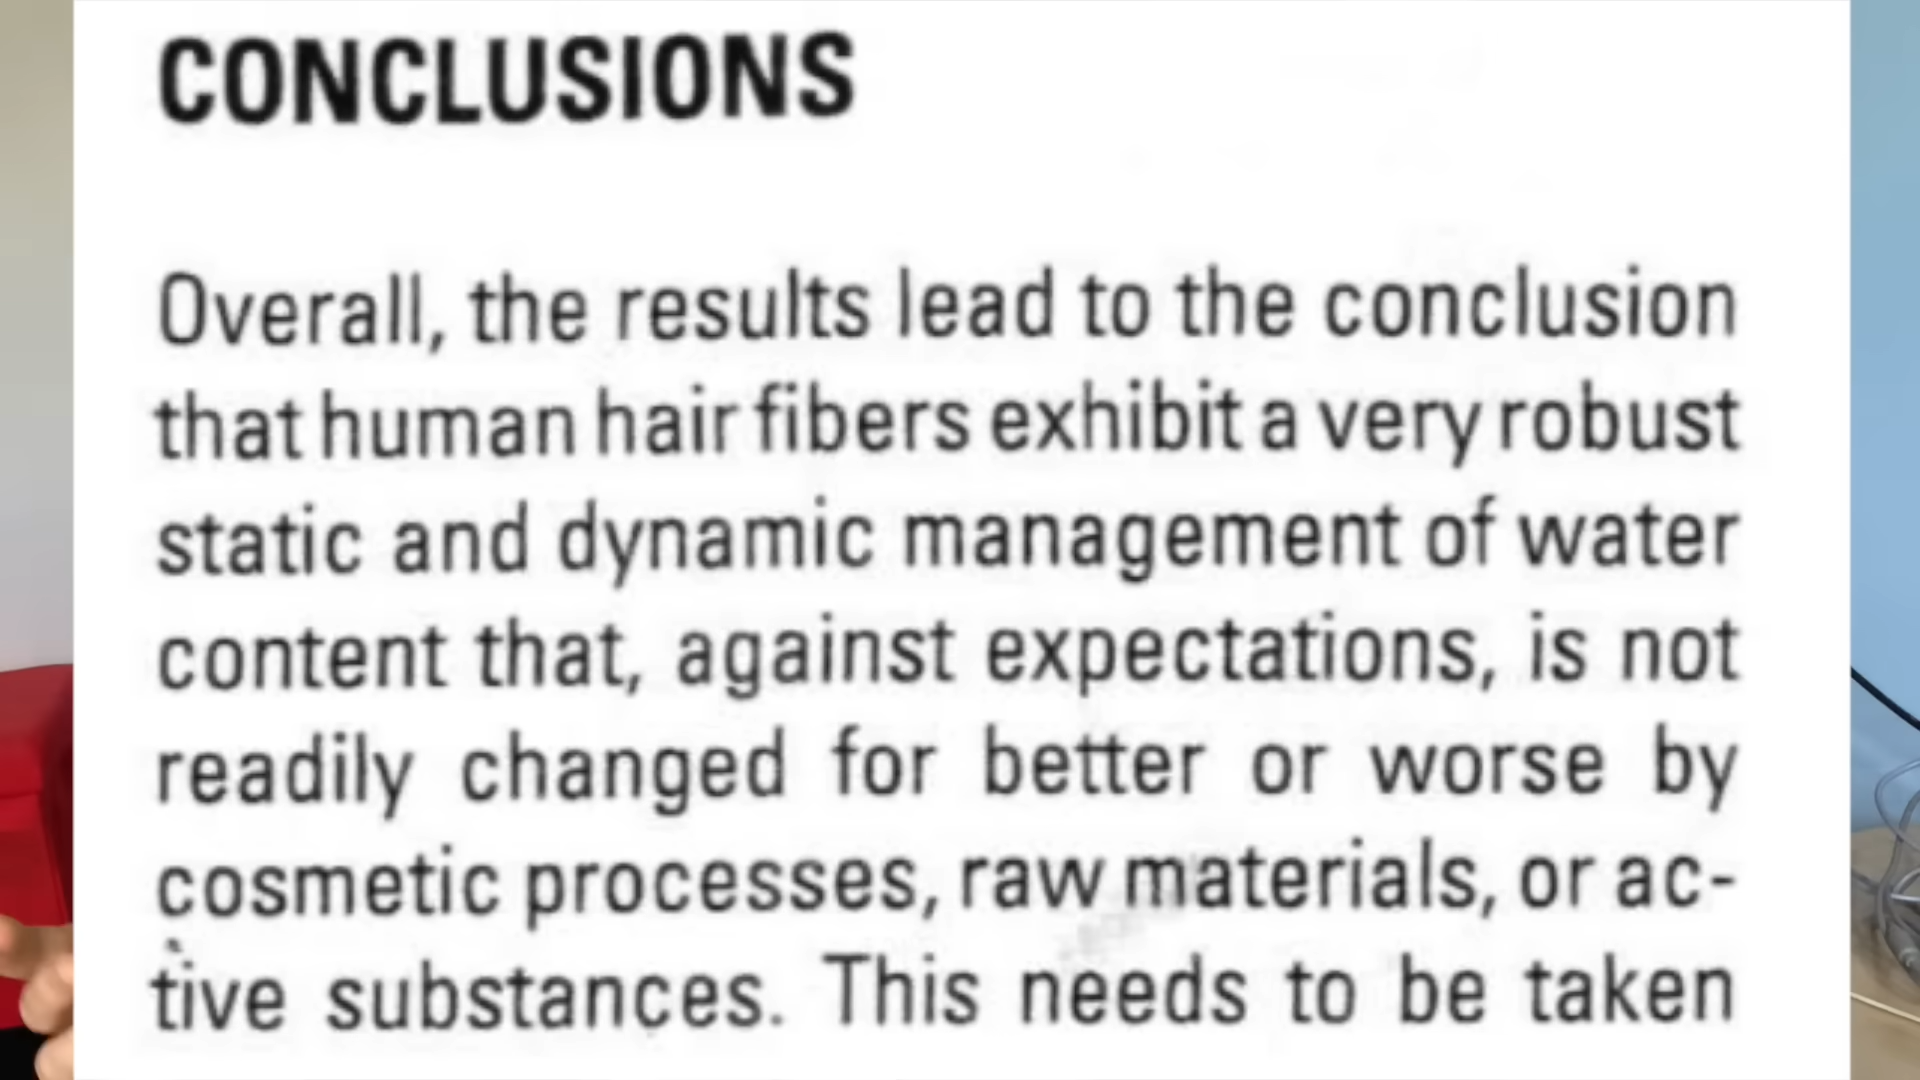 CONCLUSIONS
Overall, the results lead to the conclusion
that human hair fibers exhibit a very robust
static and dynamic management of water
content that, against expectations, is not
readily changed for better or worse by
cosmetic processes, raw materials, or ac-
tive substances. This needs to be taken